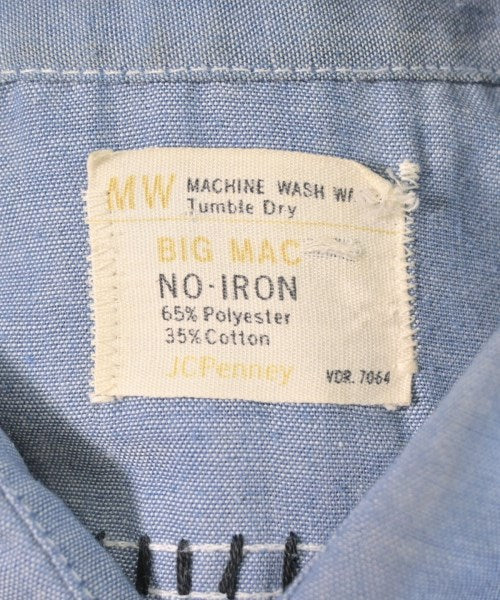 MW MACHINE WASH
Tumble Dry
BIG MAC
NO-IRON
65% Polyester
35% Cotton
JCPenney VDR. 7064